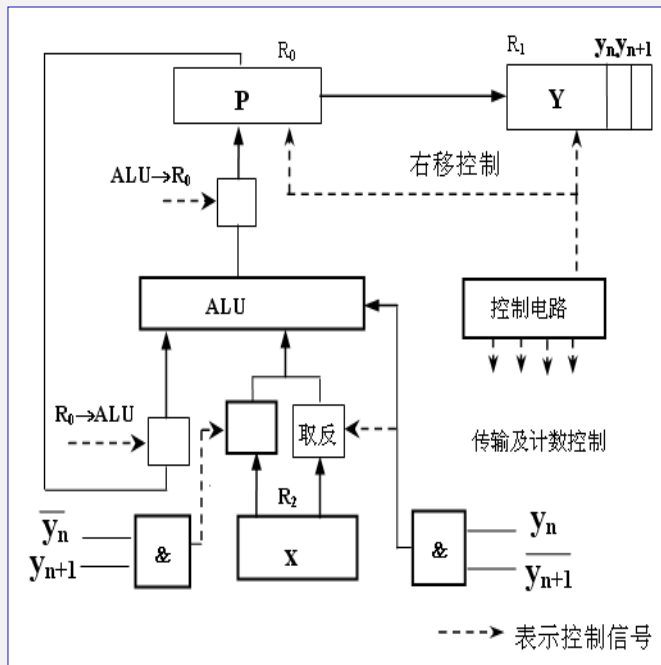 R₀
R₁
yₙ yₙ₊₁
P
Y
右移控制
ALU→R₀
ALU
控制电路
R₀→ALU
取反
传输及计数控制
R₂
y̅ₙ
yₙ₊₁
&
X
&
yₙ
y̅ₙ₊₁
表示控制信号